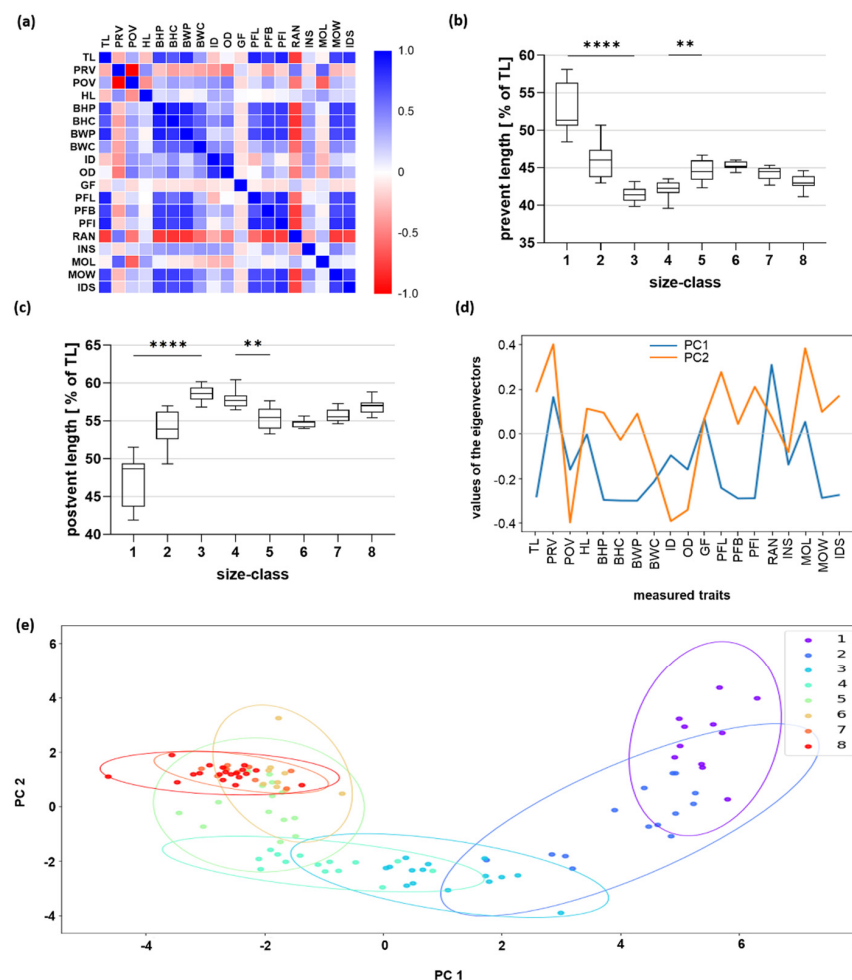 (a)
TL PRV POV HL BHP BHC BWP BWC ID OD GF PFL PFB PFI RAN INS MOL MOW IDS
TL
PRV
POV
HL
BHP
BHC
BWP
BWC
ID
OD
GF
PFL
PFB
PFI
RAN
INS
MOL
MOW
IDS
1.0
0.5
0
-0.5
-1.0
(b)
prevent length [ % of TL]
60
55
50
45
40
35
****
**
1 2 3 4 5 6 7 8
size-class
(c)
postvent length [ % of TL]
65
60
55
50
45
40
****
**
1 2 3 4 5 6 7 8
size-class
(d)
values of the eigenvectors
0.4
0.2
0.0
-0.2
-0.4
PC1
PC2
TL PRV POV HL BHP BHC BWP BWC ID OD GF PFL PFB PFI RAN INS MOL MOW IDS
measured traits
(e)
PC 2
6
4
2
0
-2
-4
1
2
3
4
5
6
7
8
-4 -2 0 2 4 6
PC 1